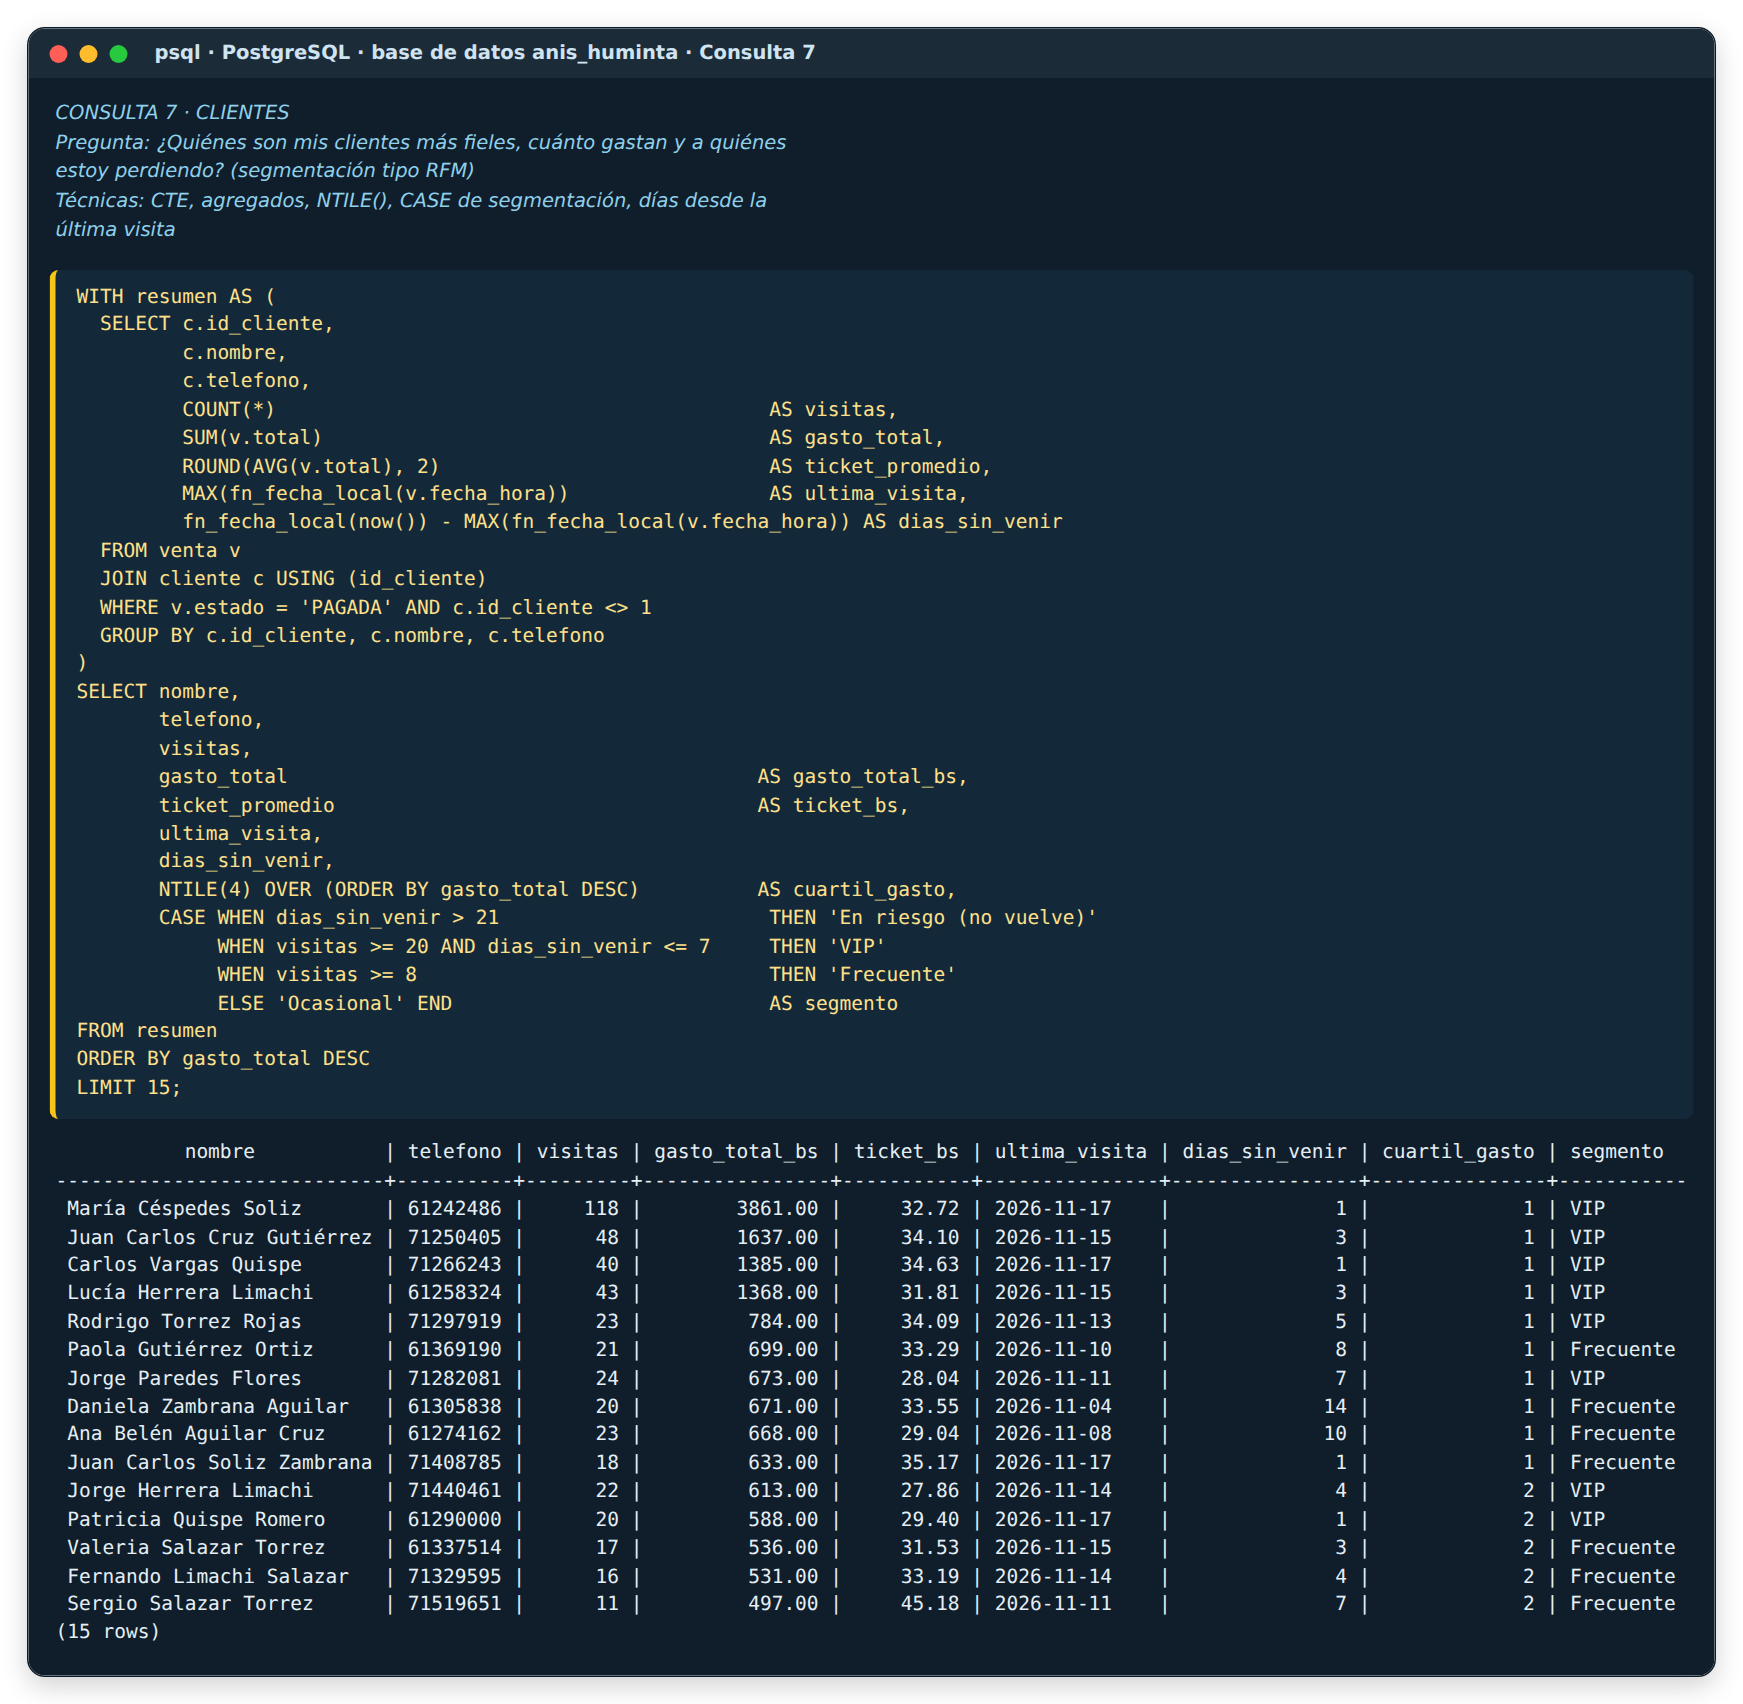 psql · PostgreSQL · base de datos anis_huminta · Consulta 7
CONSULTA 7 · CLIENTES
Pregunta: ¿Quiénes son mis clientes más fieles, cuánto gastan y a quiénes
estoy perdiendo? (segmentación tipo RFM)
Técnicas: CTE, agregados, NTILE(), CASE de segmentación, días desde la
última visita
WITH resumen AS (
  SELECT c.id_cliente,
         c.nombre,
         c.telefono,
         COUNT(*)                                          AS visitas,
         SUM(v.total)                                      AS gasto_total,
         ROUND(AVG(v.total), 2)                            AS ticket_promedio,
         MAX(fn_fecha_local(v.fecha_hora))                 AS ultima_visita,
         fn_fecha_local(now()) - MAX(fn_fecha_local(v.fecha_hora)) AS dias_sin_venir
  FROM venta v
  JOIN cliente c USING (id_cliente)
  WHERE v.estado = 'PAGADA' AND c.id_cliente <> 1
  GROUP BY c.id_cliente, c.nombre, c.telefono
)
SELECT nombre,
       telefono,
       visitas,
       gasto_total                                        AS gasto_total_bs,
       ticket_promedio                                    AS ticket_bs,
       ultima_visita,
       dias_sin_venir,
       NTILE(4) OVER (ORDER BY gasto_total DESC)          AS cuartil_gasto,
       CASE WHEN dias_sin_venir > 21                       THEN 'En riesgo (no vuelve)'
            WHEN visitas >= 20 AND dias_sin_venir <= 7     THEN 'VIP'
            WHEN visitas >= 8                              THEN 'Frecuente'
            ELSE 'Ocasional' END                           AS segmento
FROM resumen
ORDER BY gasto_total DESC
LIMIT 15;
           nombre           | telefono | visitas | gasto_total_bs | ticket_bs | ultima_visita | dias_sin_venir | cuartil_gasto | segmento
----------------------------+----------+---------+----------------+-----------+---------------+----------------+---------------+-----------
 María Céspedes Soliz       | 61242486 |     118 |        3861.00 |     32.72 | 2026-11-17    |              1 |             1 | VIP
 Juan Carlos Cruz Gutiérrez | 71250405 |      48 |        1637.00 |     34.10 | 2026-11-15    |              3 |             1 | VIP
 Carlos Vargas Quispe       | 71266243 |      40 |        1385.00 |     34.63 | 2026-11-17    |              1 |             1 | VIP
 Lucía Herrera Limachi      | 61258324 |      43 |        1368.00 |     31.81 | 2026-11-15    |              3 |             1 | VIP
 Rodrigo Torrez Rojas       | 71297919 |      23 |         784.00 |     34.09 | 2026-11-13    |              5 |             1 | VIP
 Paola Gutiérrez Ortiz      | 61369190 |      21 |         699.00 |     33.29 | 2026-11-10    |              8 |             1 | Frecuente
 Jorge Paredes Flores       | 71282081 |      24 |         673.00 |     28.04 | 2026-11-11    |              7 |             1 | VIP
 Daniela Zambrana Aguilar   | 61305838 |      20 |         671.00 |     33.55 | 2026-11-04    |             14 |             1 | Frecuente
 Ana Belén Aguilar Cruz     | 61274162 |      23 |         668.00 |     29.04 | 2026-11-08    |             10 |             1 | Frecuente
 Juan Carlos Soliz Zambrana | 71408785 |      18 |         633.00 |     35.17 | 2026-11-17    |              1 |             1 | Frecuente
 Jorge Herrera Limachi      | 71440461 |      22 |         613.00 |     27.86 | 2026-11-14    |              4 |             2 | VIP
 Patricia Quispe Romero     | 61290000 |      20 |         588.00 |     29.40 | 2026-11-17    |              1 |             2 | VIP
 Valeria Salazar Torrez     | 61337514 |      17 |         536.00 |     31.53 | 2026-11-15    |              3 |             2 | Frecuente
 Fernando Limachi Salazar   | 71329595 |      16 |         531.00 |     33.19 | 2026-11-14    |              4 |             2 | Frecuente
 Sergio Salazar Torrez      | 71519651 |      11 |         497.00 |     45.18 | 2026-11-11    |              7 |             2 | Frecuente
(15 rows)